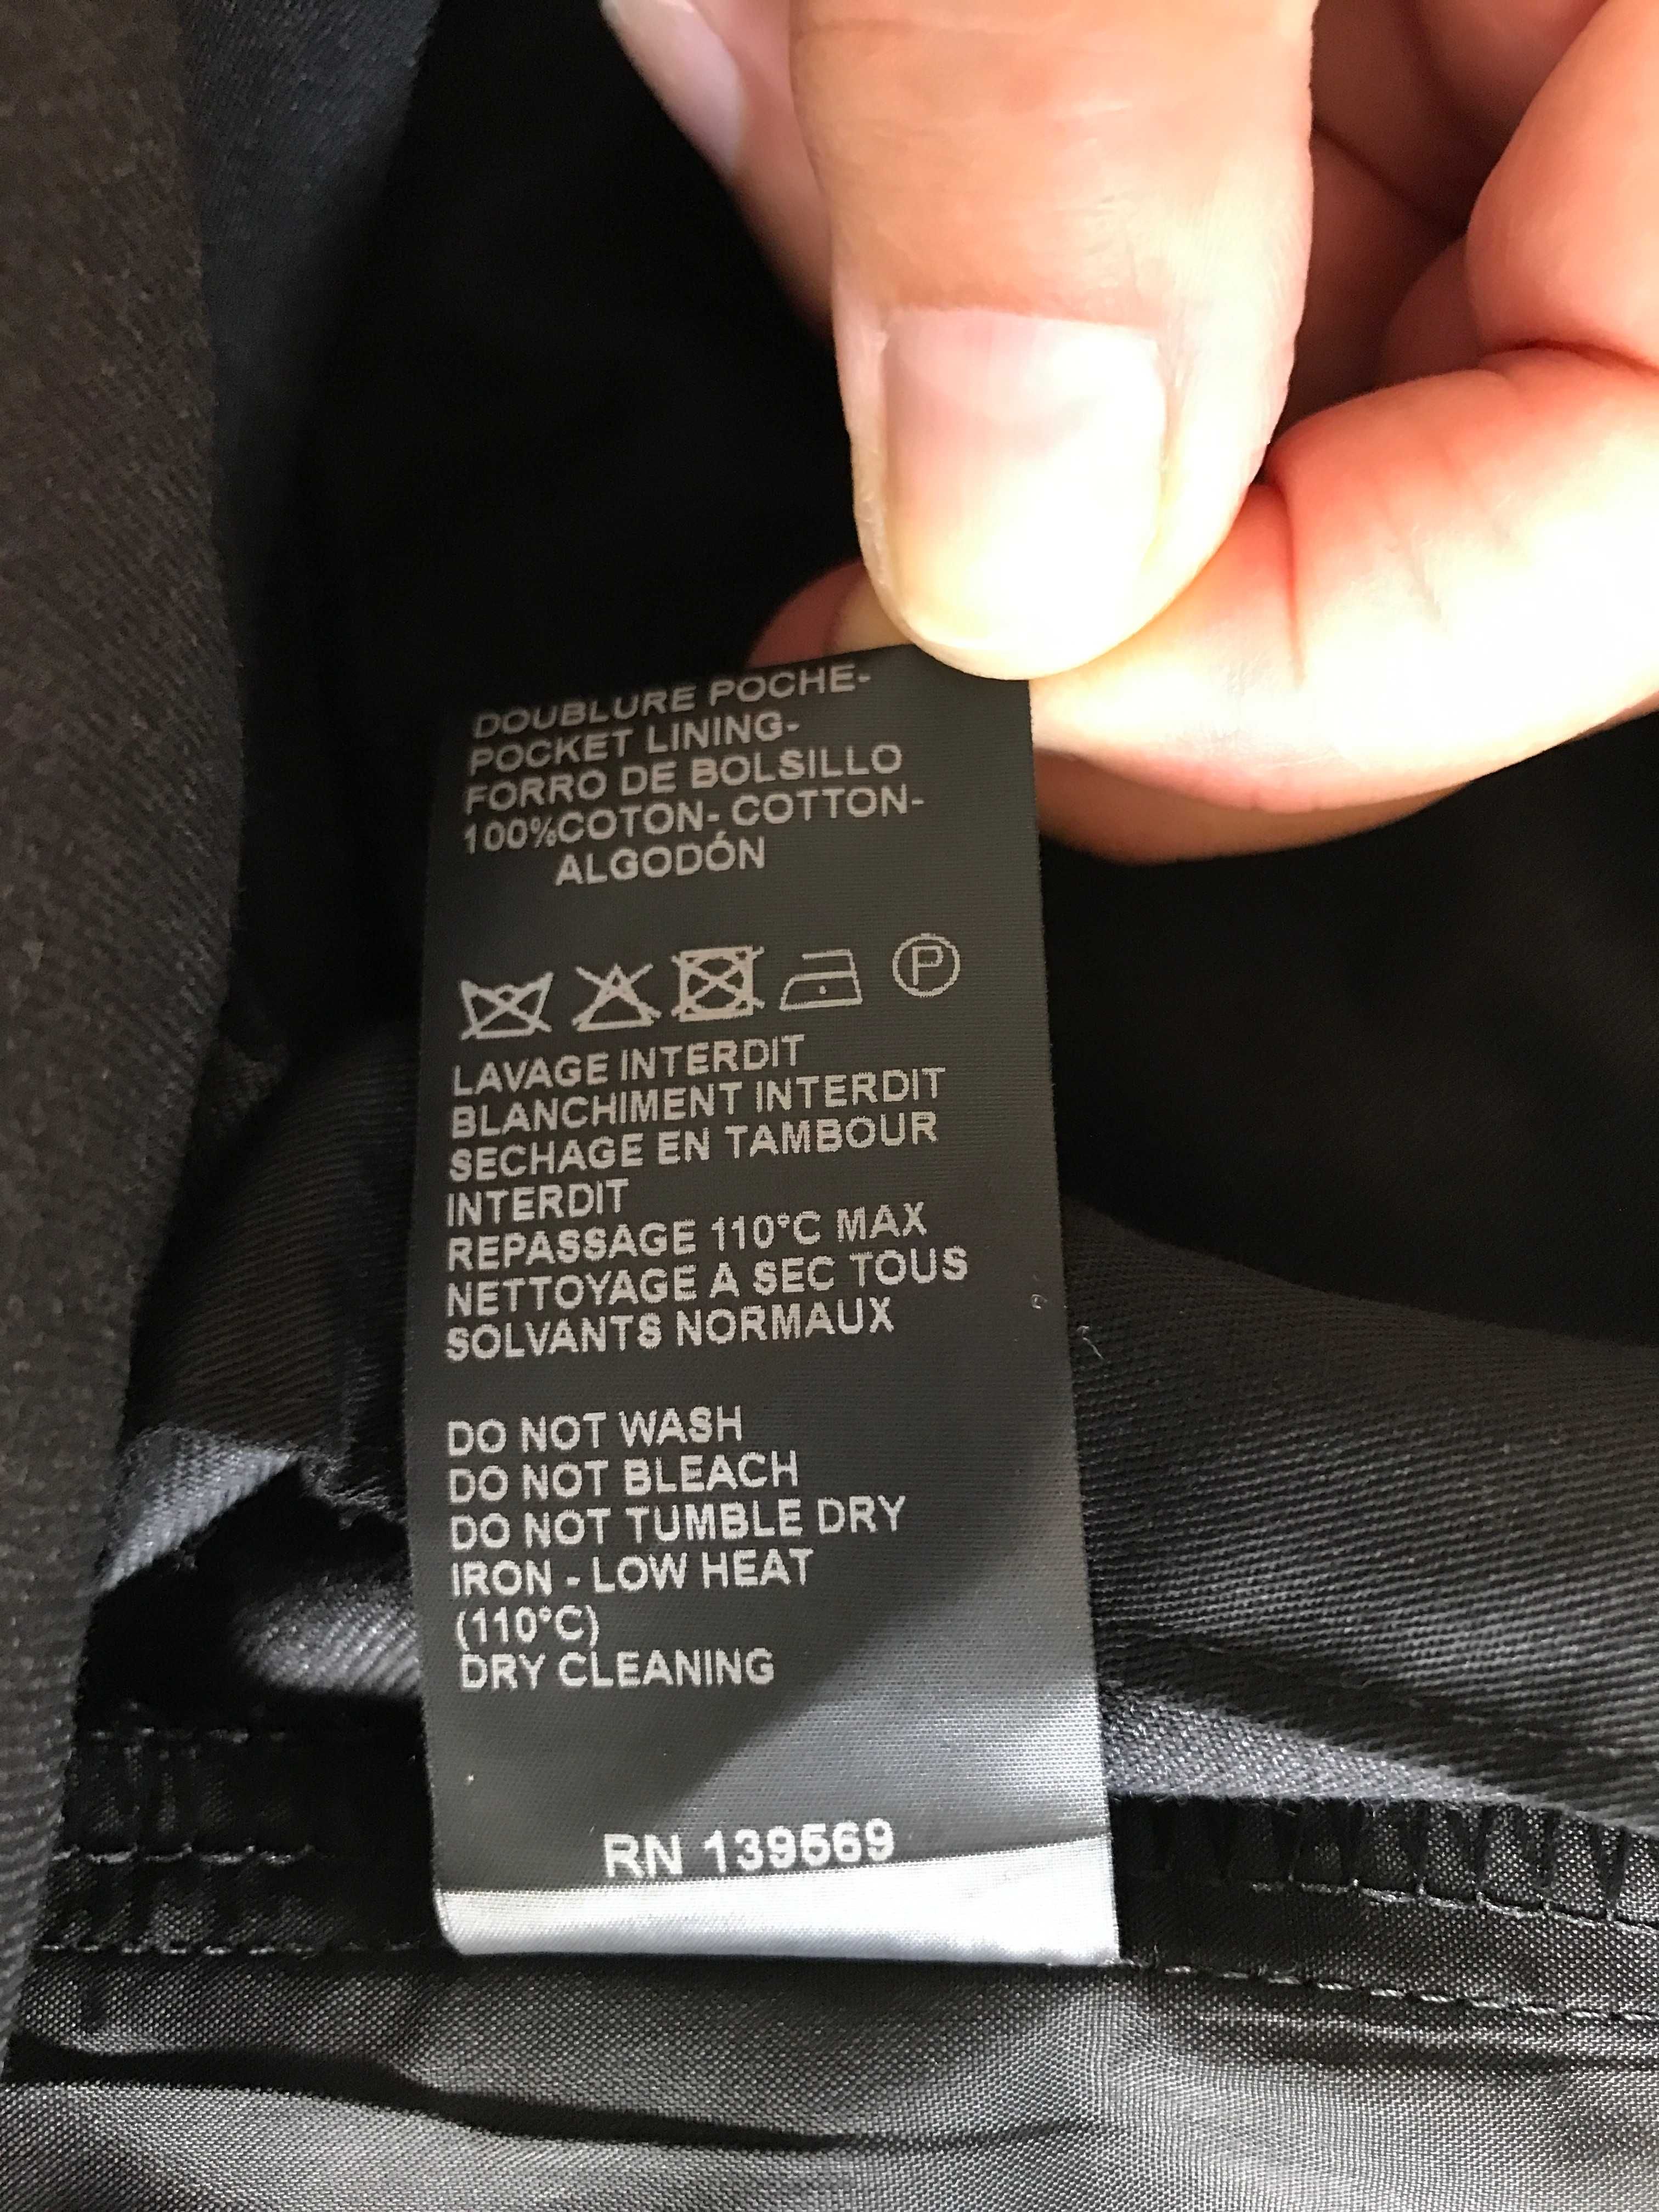 DOUBLURE POCHE-
POCKET LINING-
FORRO DE BOLSILLO
100%COTON- COTTON-
ALGODÓN
P
LAVAGE INTERDIT
BLANCHIMENT INTERDIT
SECHAGE EN TAMBOUR
INTERDIT
REPASSAGE 110°C MAX
NETTOYAGE A SEC TOUS
SOLVANTS NORMAUX
DO NOT WASH
DO NOT BLEACH
DO NOT TUMBLE DRY
IRON - LOW HEAT
(110°C)
DRY CLEANING
RN 139569